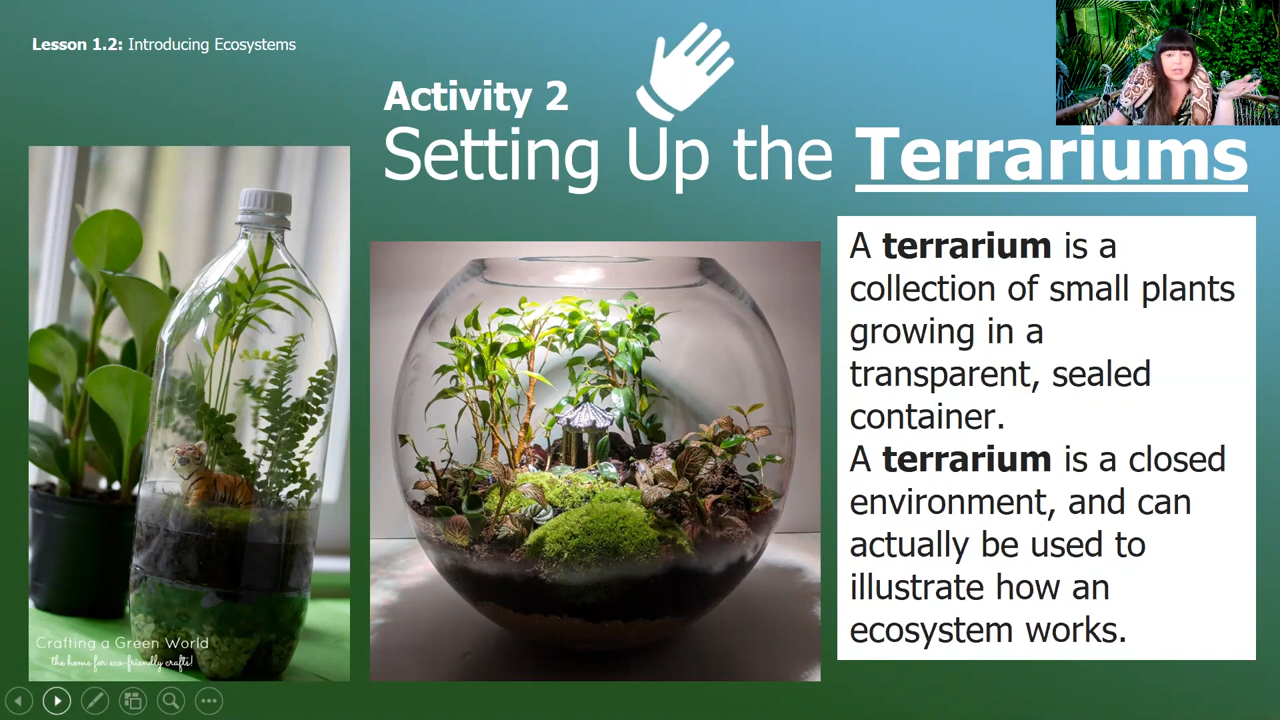 Lesson 1.2: Introducing Ecosystems
Activity 2
Setting Up the Terrariums
A terrarium is a
collection of small plants
growing in a
transparent, sealed
container.
A terrarium is a closed
environment, and can
actually be used to
illustrate how an
ecosystem works.
Crafting a Green World
the home for eco-friendly crafts!